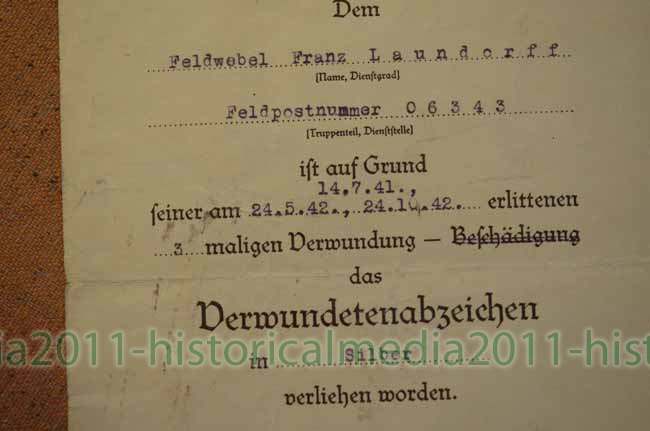 Dem
Feldwebel Franz Laundorff
[Name, Dienstgrad]
Feldpostnummer 06343
[Truppenteil, Dienststelle]
ist auf Grund
14.7.41.,
seiner am 24.5.42., 24.10.42. erlittenen
3 maligen Verwundung – Beschädigung
das
Verwundetenabzeichen
ia2011-historicalmedia2011-hist
in Silber
verliehen worden.